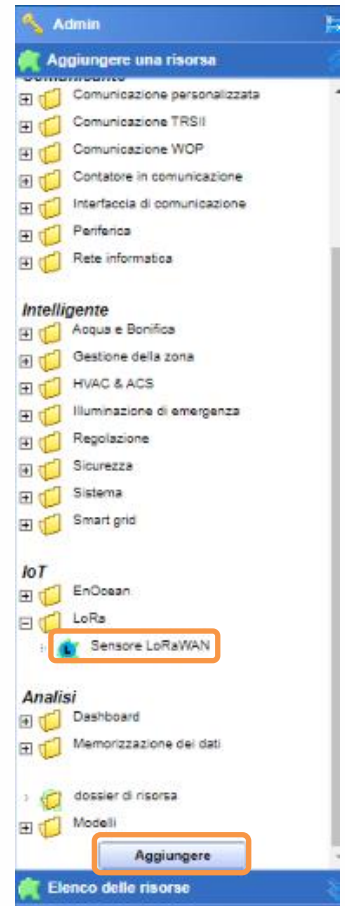 Admin
Aggiungere una risorsa
Comunicante
Comunicazione personalizzata
Comunicazione TRSII
Comunicazione WOP
Contatore in comunicazione
Interfaccia di comunicazione
Periferica
Rete informatica
Intelligente
Acqua e Bonifica
Gestione della zona
HVAC & ACS
Illuminazione di emergenza
Regolazione
Sicurezza
Sistema
Smart grid
IoT
EnOcean
LoRa
Sensore LoRaWAN
Analisi
Dashboard
Memorizzazione dei dati
dossier di risorsa
Modelli
Aggiungere
Elenco delle risorse